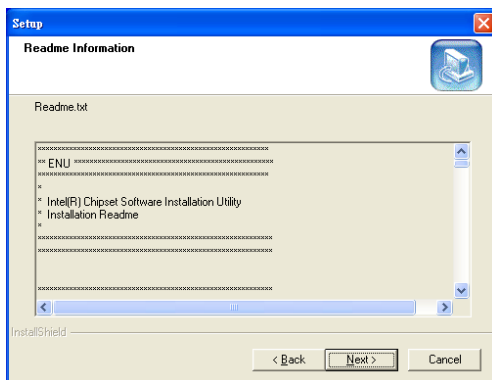 Setup
Readme Information
Readme.txt
************************************************************
** ENU ****************************************************
************************************************************
*
* Intel(R) Chipset Software Installation Utility
* Installation Readme
*
*************************************************************
*************************************************************
*************************************************************
InstallShield
< Back
Next >
Cancel